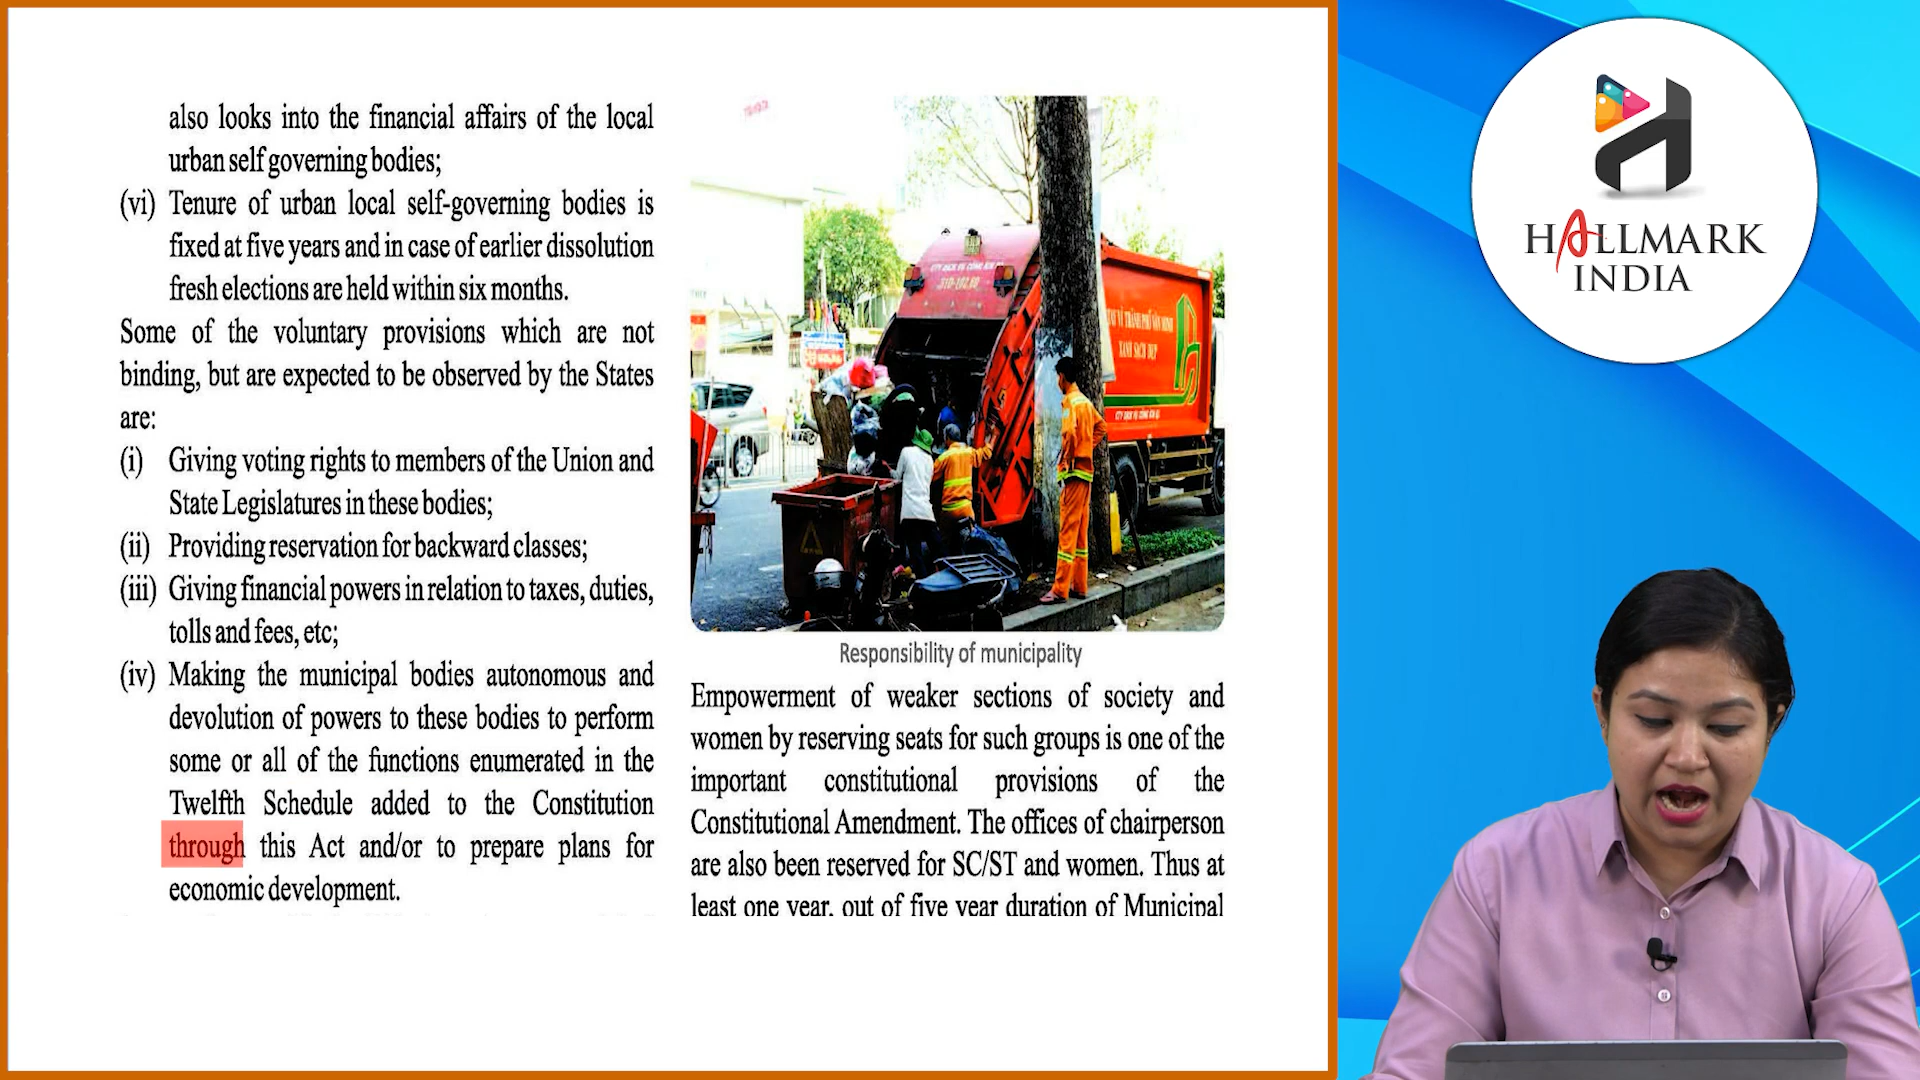 also looks into the financial affairs of the local
urban self governing bodies;
(vi) Tenure of urban local self-governing bodies is
fixed at five years and in case of earlier dissolution
fresh elections are held within six months.
Some of the voluntary provisions which are not
binding, but are expected to be observed by the States
are:
(i) Giving voting rights to members of the Union and
State Legislatures in these bodies;
(ii) Providing reservation for backward classes;
(iii) Giving financial powers in relation to taxes, duties,
tolls and fees, etc;
(iv) Making the municipal bodies autonomous and
devolution of powers to these bodies to perform
some or all of the functions enumerated in the
Twelfth Schedule added to the Constitution
through this Act and/or to prepare plans for
economic development.
XANH SẠCH ĐẸP
Responsibility of municipality
Empowerment of weaker sections of society and
women by reserving seats for such groups is one of the
important constitutional provisions of the
Constitutional Amendment. The offices of chairperson
are also been reserved for SC/ST and women. Thus at
least one year, out of five year duration of Municipal
HALLMARK
INDIA